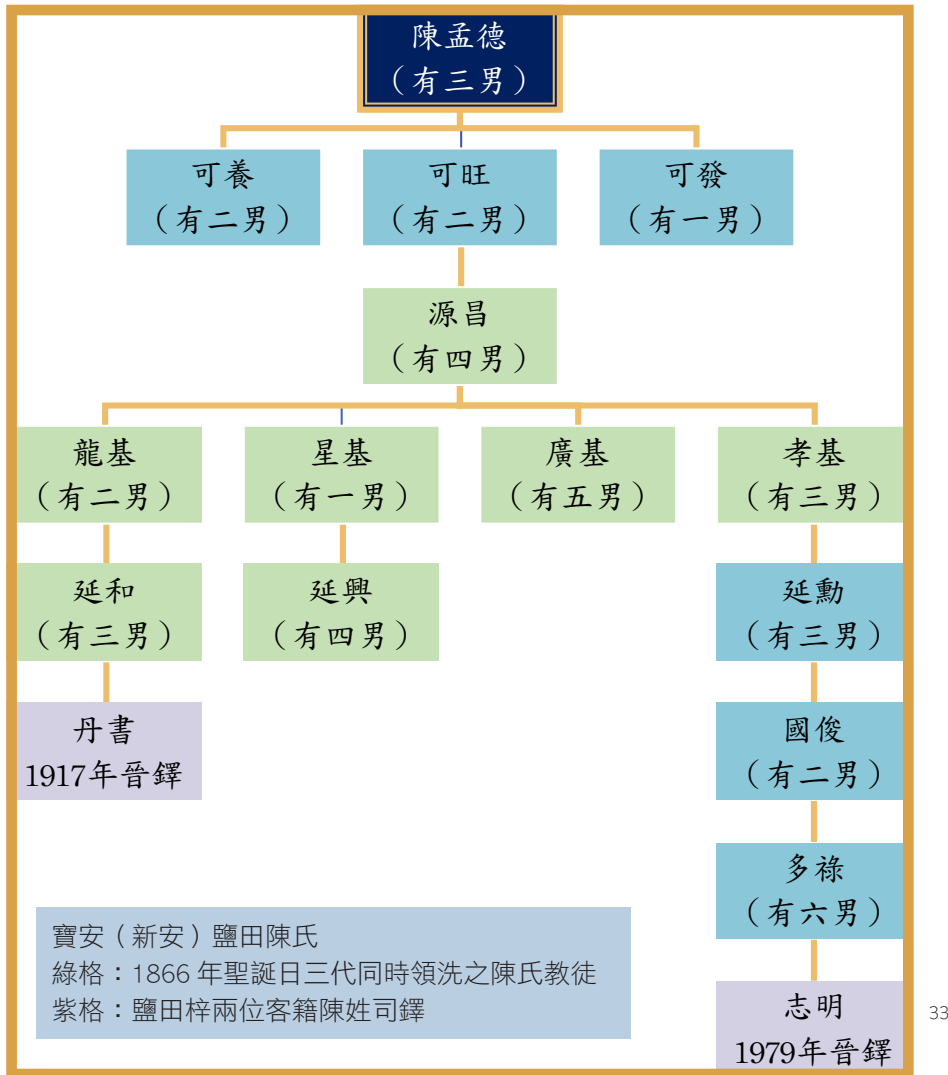 陳孟德
(有三男)
可養
(有二男)
可旺
(有二男)
可發
(有一男)
源昌
(有四男)
龍基
(有二男)
星基
(有一男)
廣基
(有五男)
孝基
(有三男)
延和
(有三男)
延興
(有四男)
延勳
(有三男)
丹書
1917年晉鐸
國俊
(有二男)
多祿
(有六男)
志明
1979年晉鐸
寶安(新安)鹽田陳氏
綠格:1866 年聖誕日三代同時領洗之陳氏教徒
紫格:鹽田梓兩位客籍陳姓司鐸
33